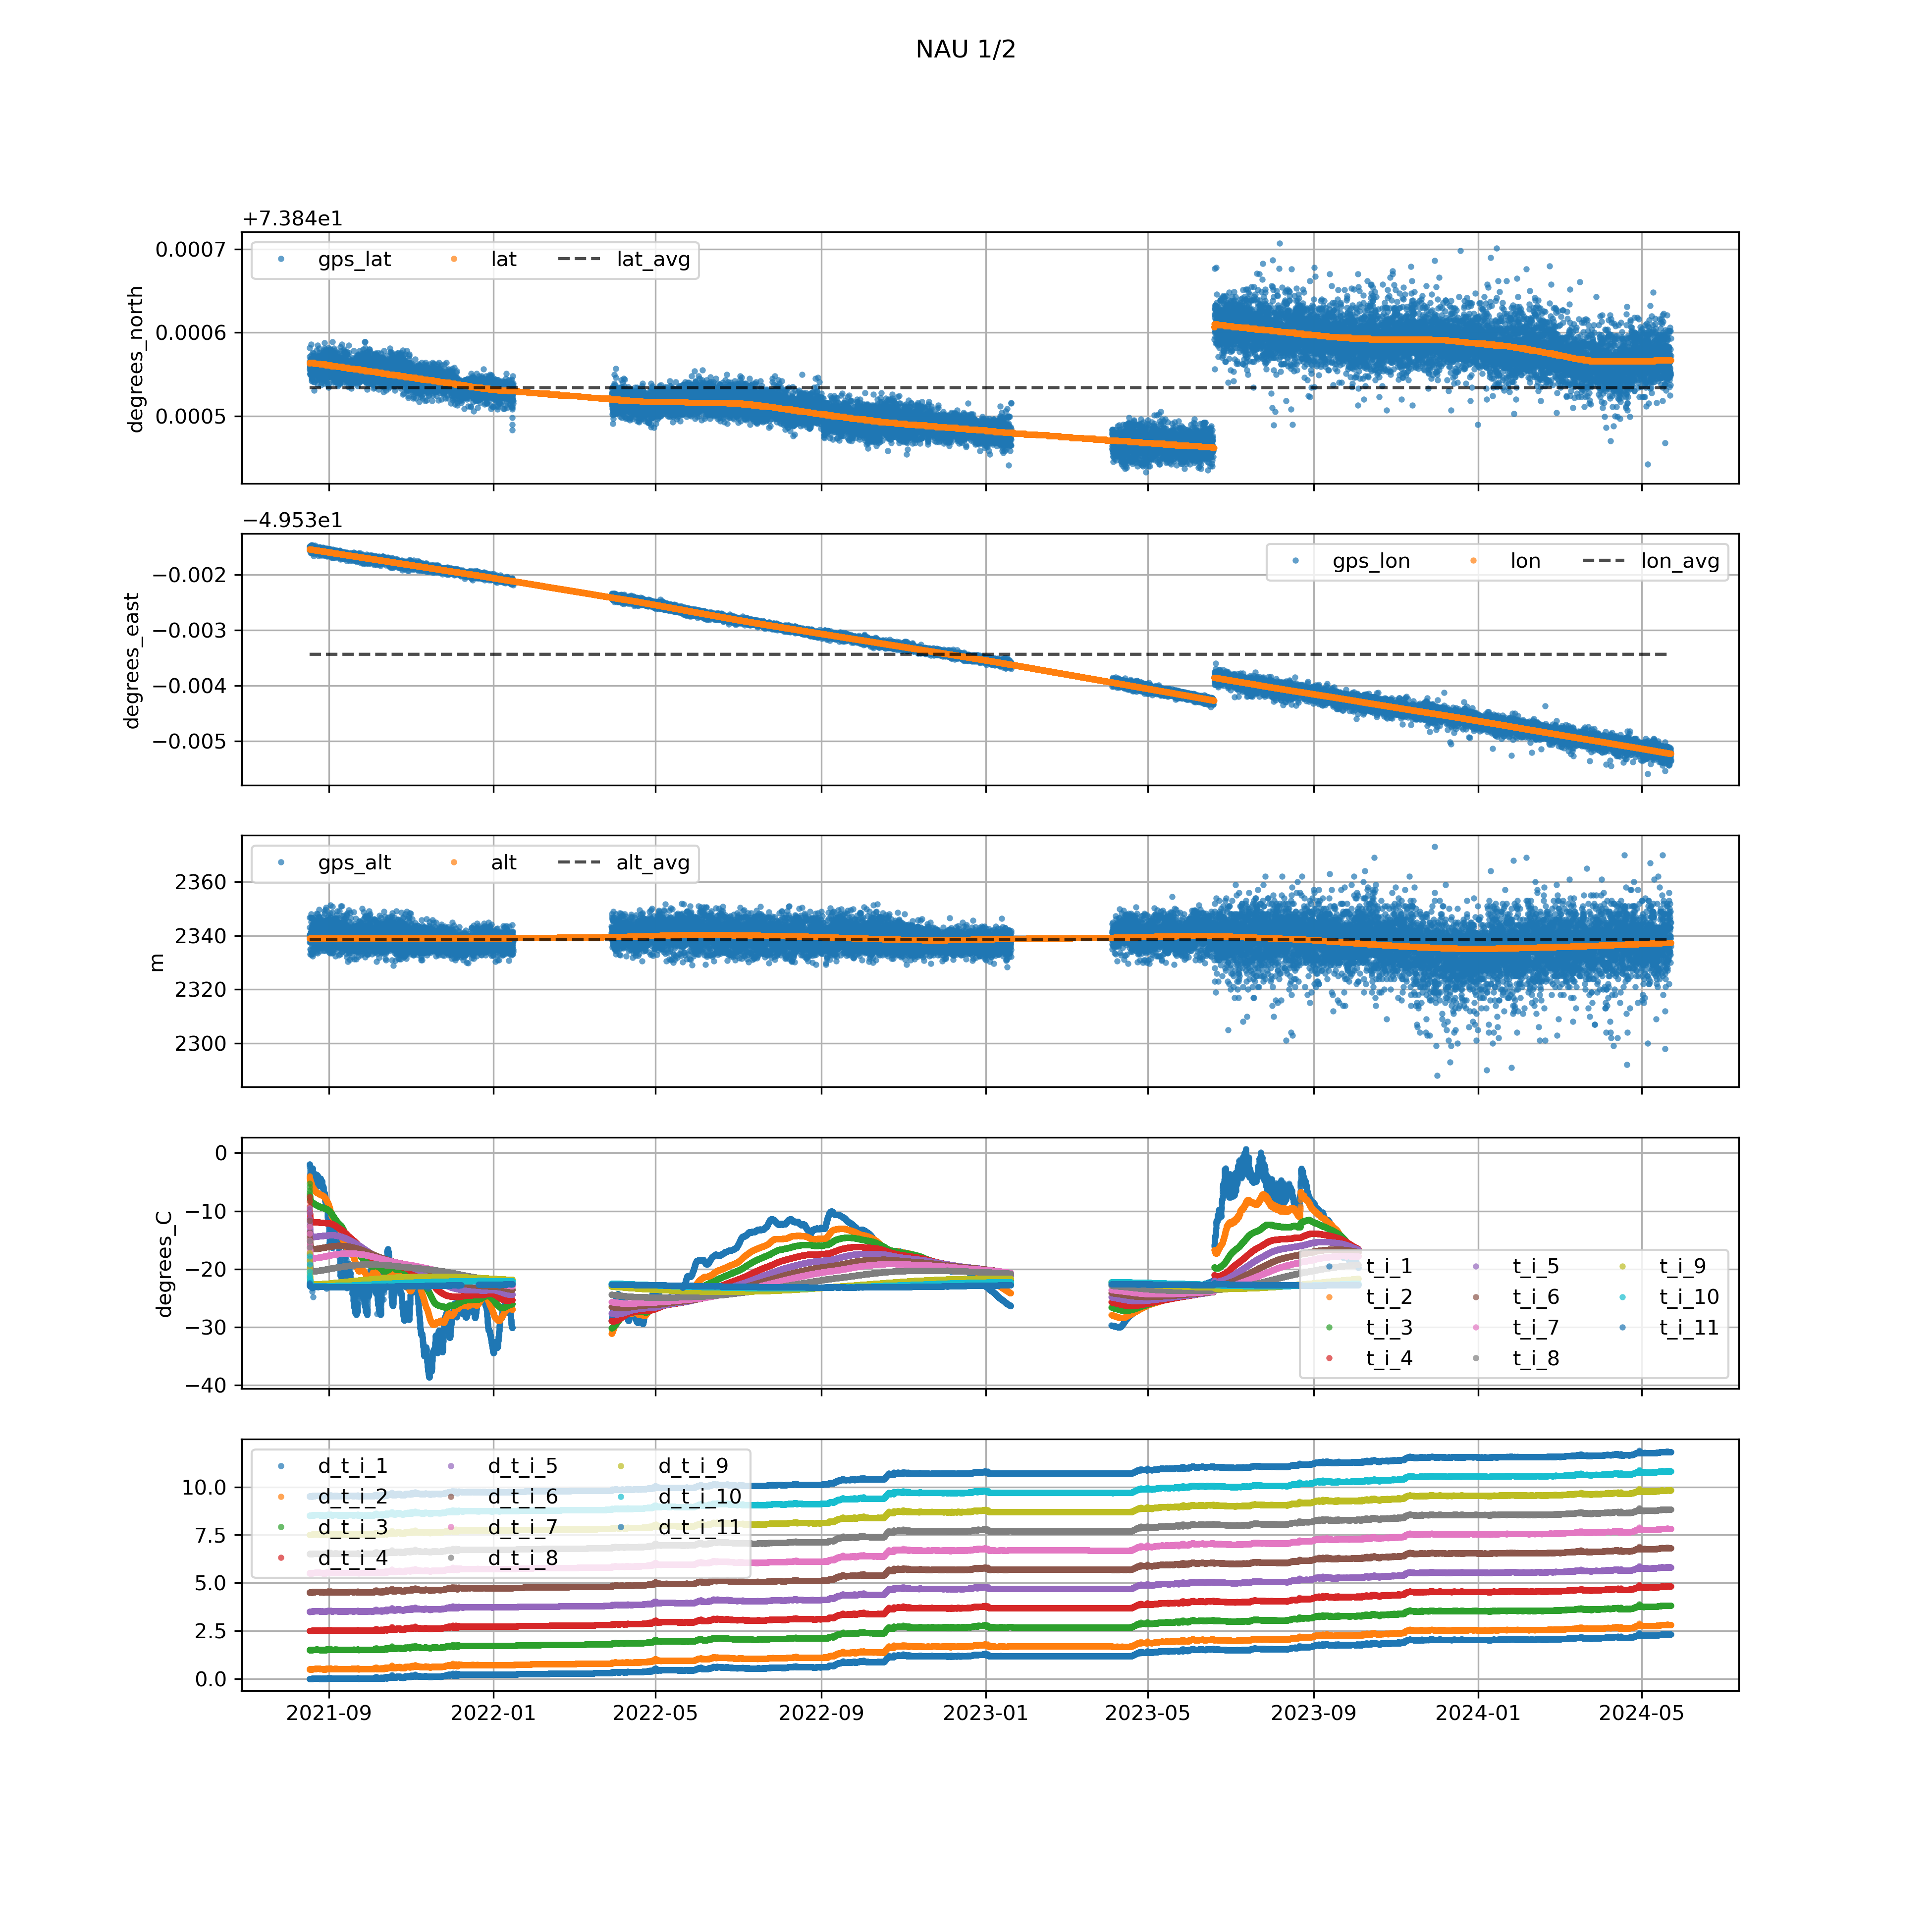 NAU 1/2
+7.384e1
degrees_north
0.0007
0.0006
0.0005
gps_lat lat lat_avg
−4.953e1
degrees_east
−0.002
−0.003
−0.004
−0.005
gps_lon lon lon_avg
m
2360
2340
2320
2300
gps_alt alt alt_avg
degrees_C
0
−10
−20
−30
−40
t_i_1 t_i_5 t_i_9
t_i_2 t_i_6 t_i_10
t_i_3 t_i_7 t_i_11
t_i_4 t_i_8
10.0
7.5
5.0
2.5
0.0
d_t_i_1 d_t_i_5 d_t_i_9
d_t_i_2 d_t_i_6 d_t_i_10
d_t_i_3 d_t_i_7 d_t_i_11
d_t_i_4 d_t_i_8
2021-09 2022-01 2022-05 2022-09 2023-01 2023-05 2023-09 2024-01 2024-05